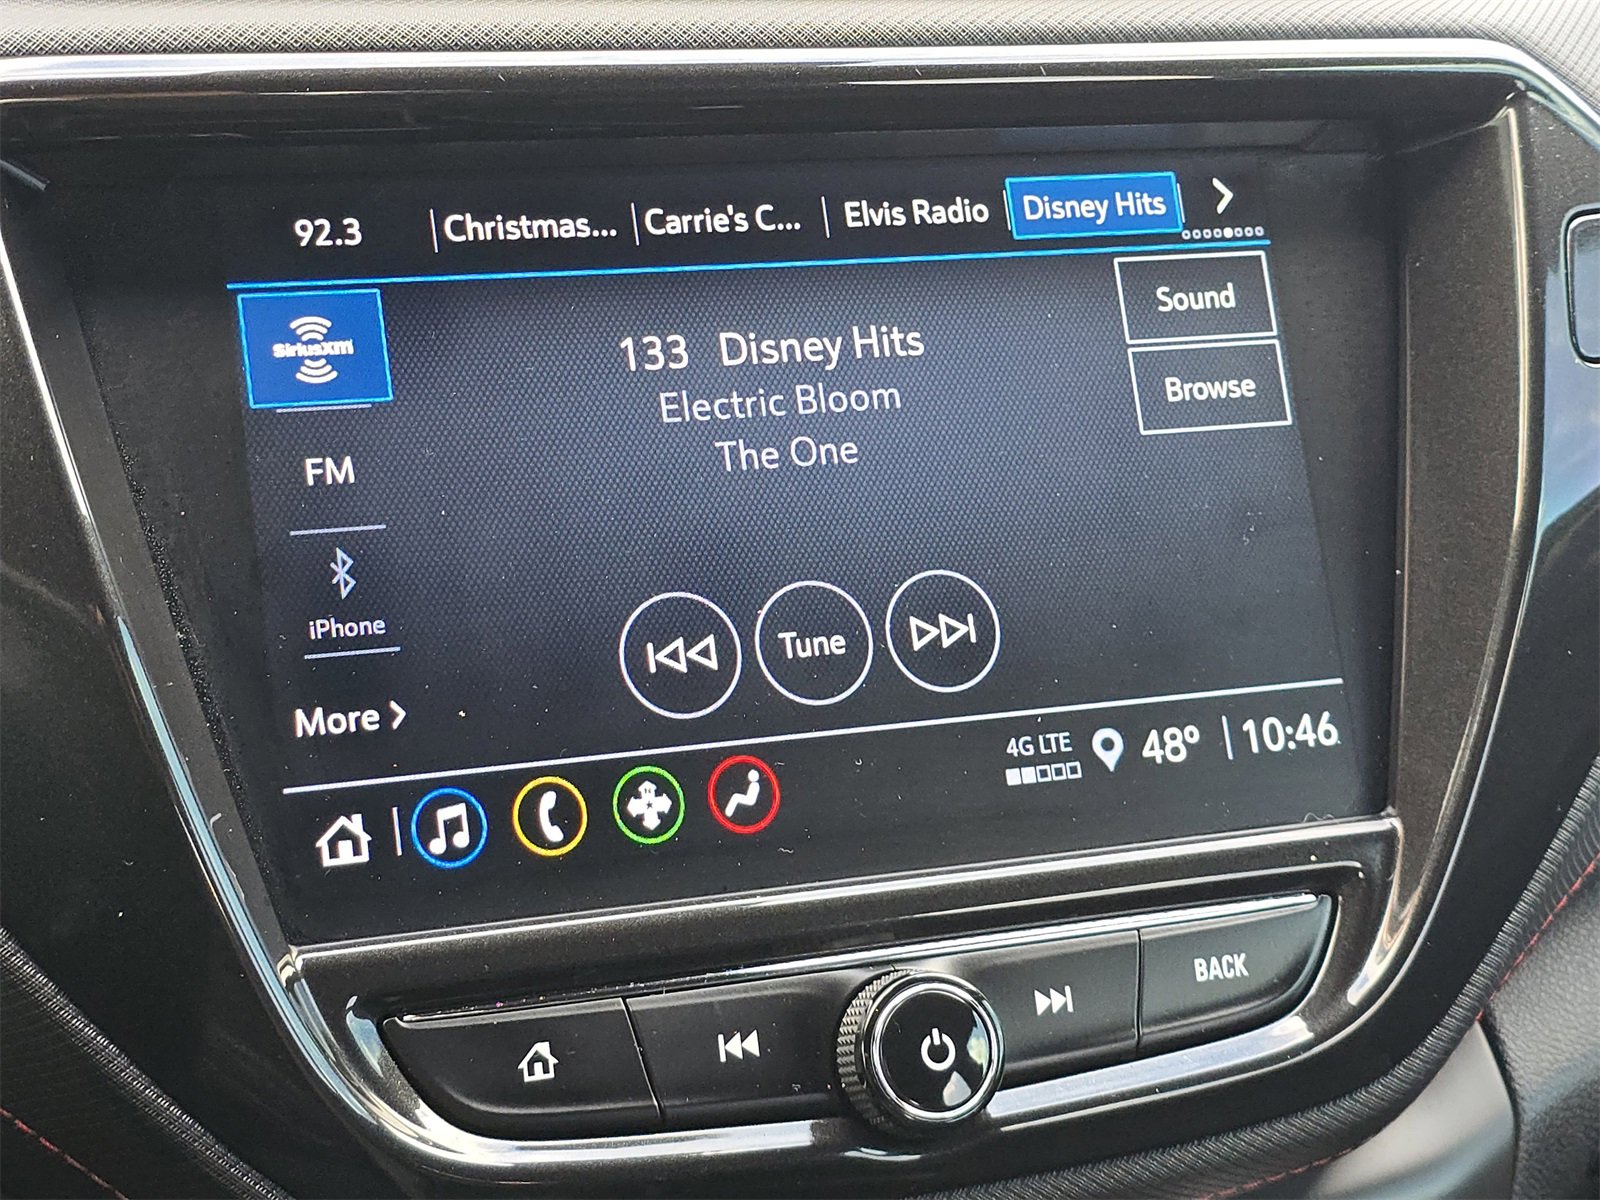 92.3
Christmas...
Carrie's C...
Elvis Radio
Disney Hits
SiriusXM
133 Disney Hits
Sound
Electric Bloom
Browse
The One
FM
iPhone
Tune
More
4G LTE
48°
10:46
BACK